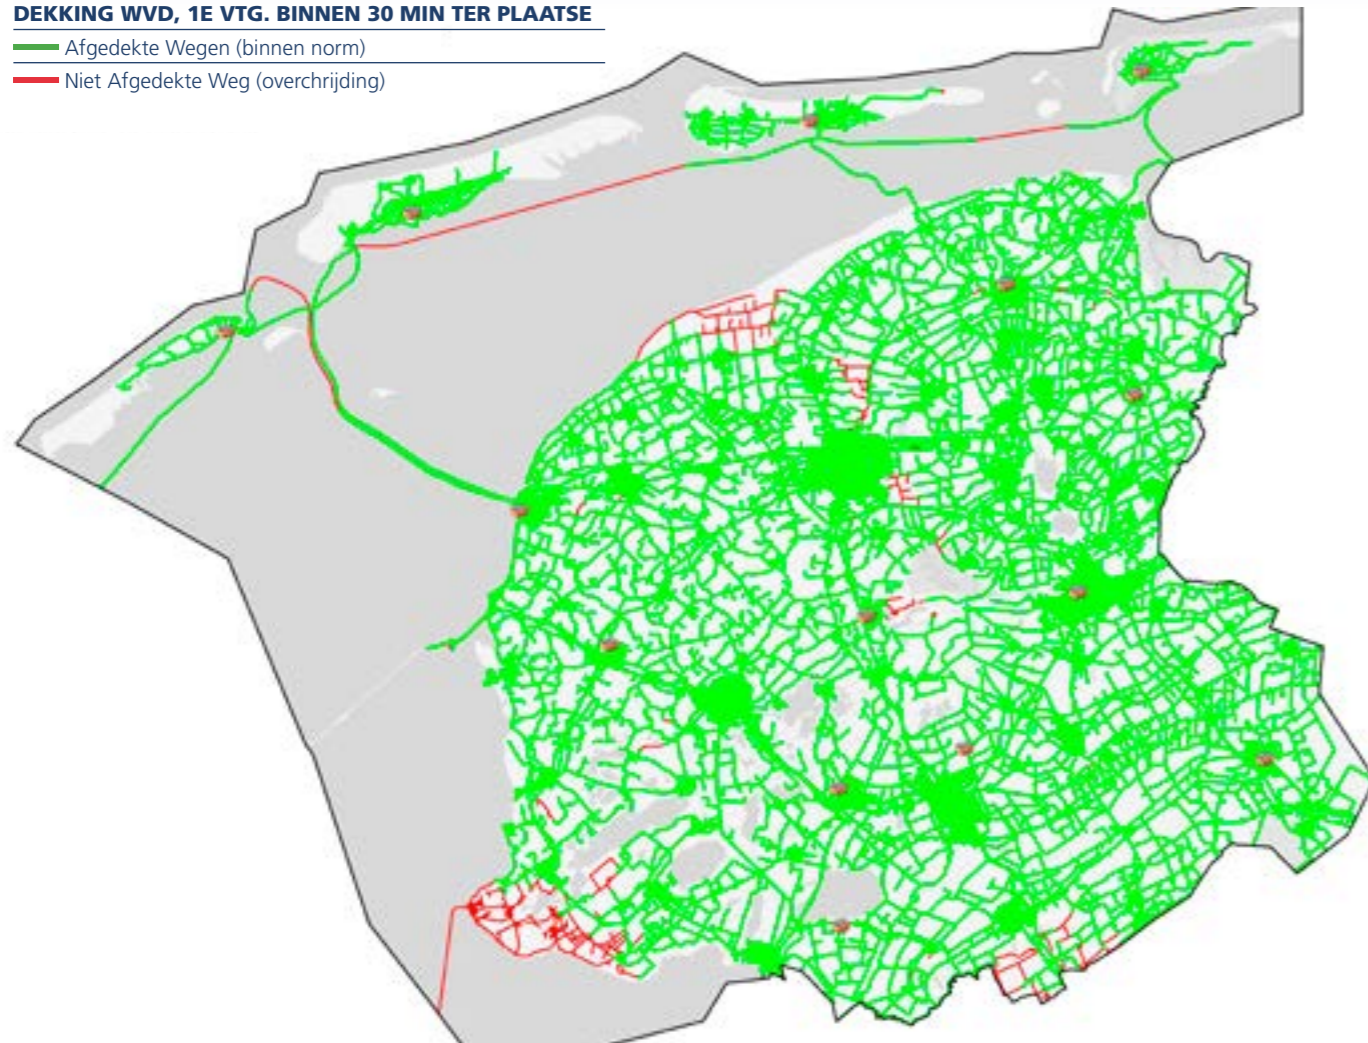 DEKKING WVD, 1E VTG. BINNEN 30 MIN TER PLAATSE
Afgedekte Wegen (binnen norm)
Niet Afgedekte Weg (overchrijding)